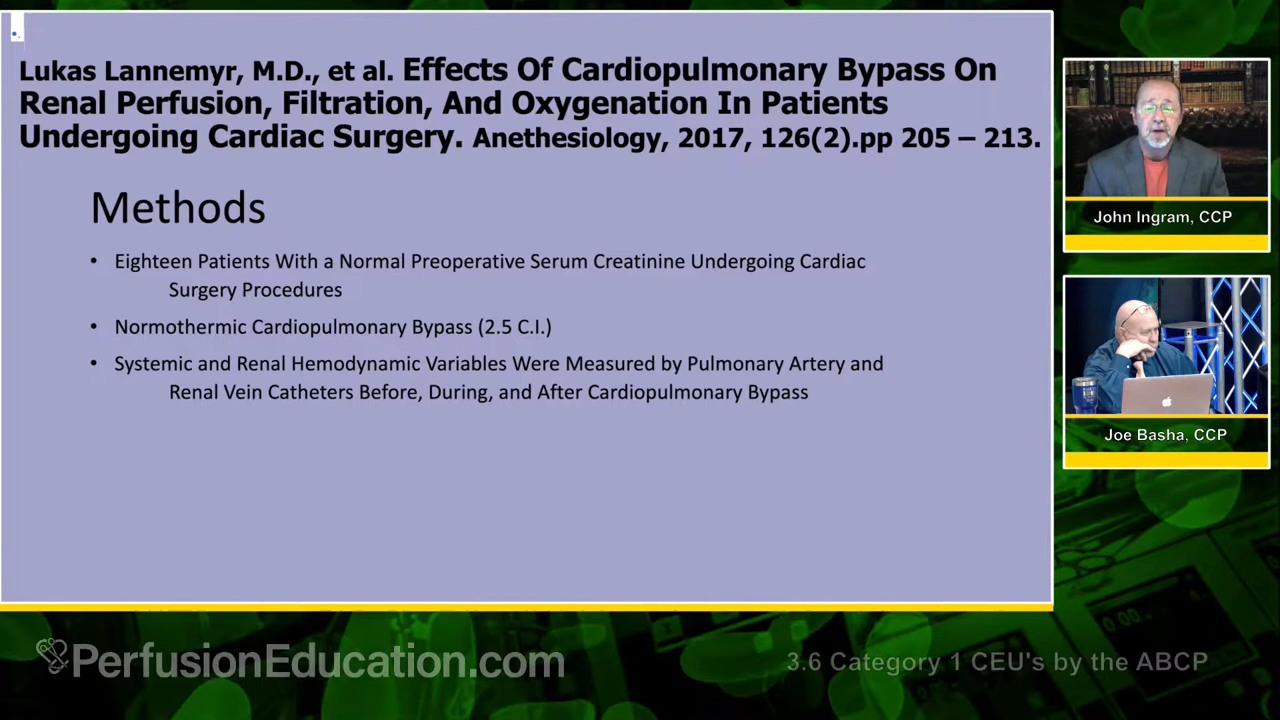 Lukas Lannemyr, M.D., et al. Effects Of Cardiopulmonary Bypass On
Renal Perfusion, Filtration, And Oxygenation In Patients
Undergoing Cardiac Surgery. Anethesiology, 2017, 126(2).pp 205 – 213.
Methods
• Eighteen Patients With a Normal Preoperative Serum Creatinine Undergoing Cardiac
Surgery Procedures
• Normothermic Cardiopulmonary Bypass (2.5 C.I.)
• Systemic and Renal Hemodynamic Variables Were Measured by Pulmonary Artery and
Renal Vein Catheters Before, During, and After Cardiopulmonary Bypass
John Ingram, CCP
Joe Basha, CCP
PerfusionEducation.com
3.6 Category 1 CEU's by the ABCP